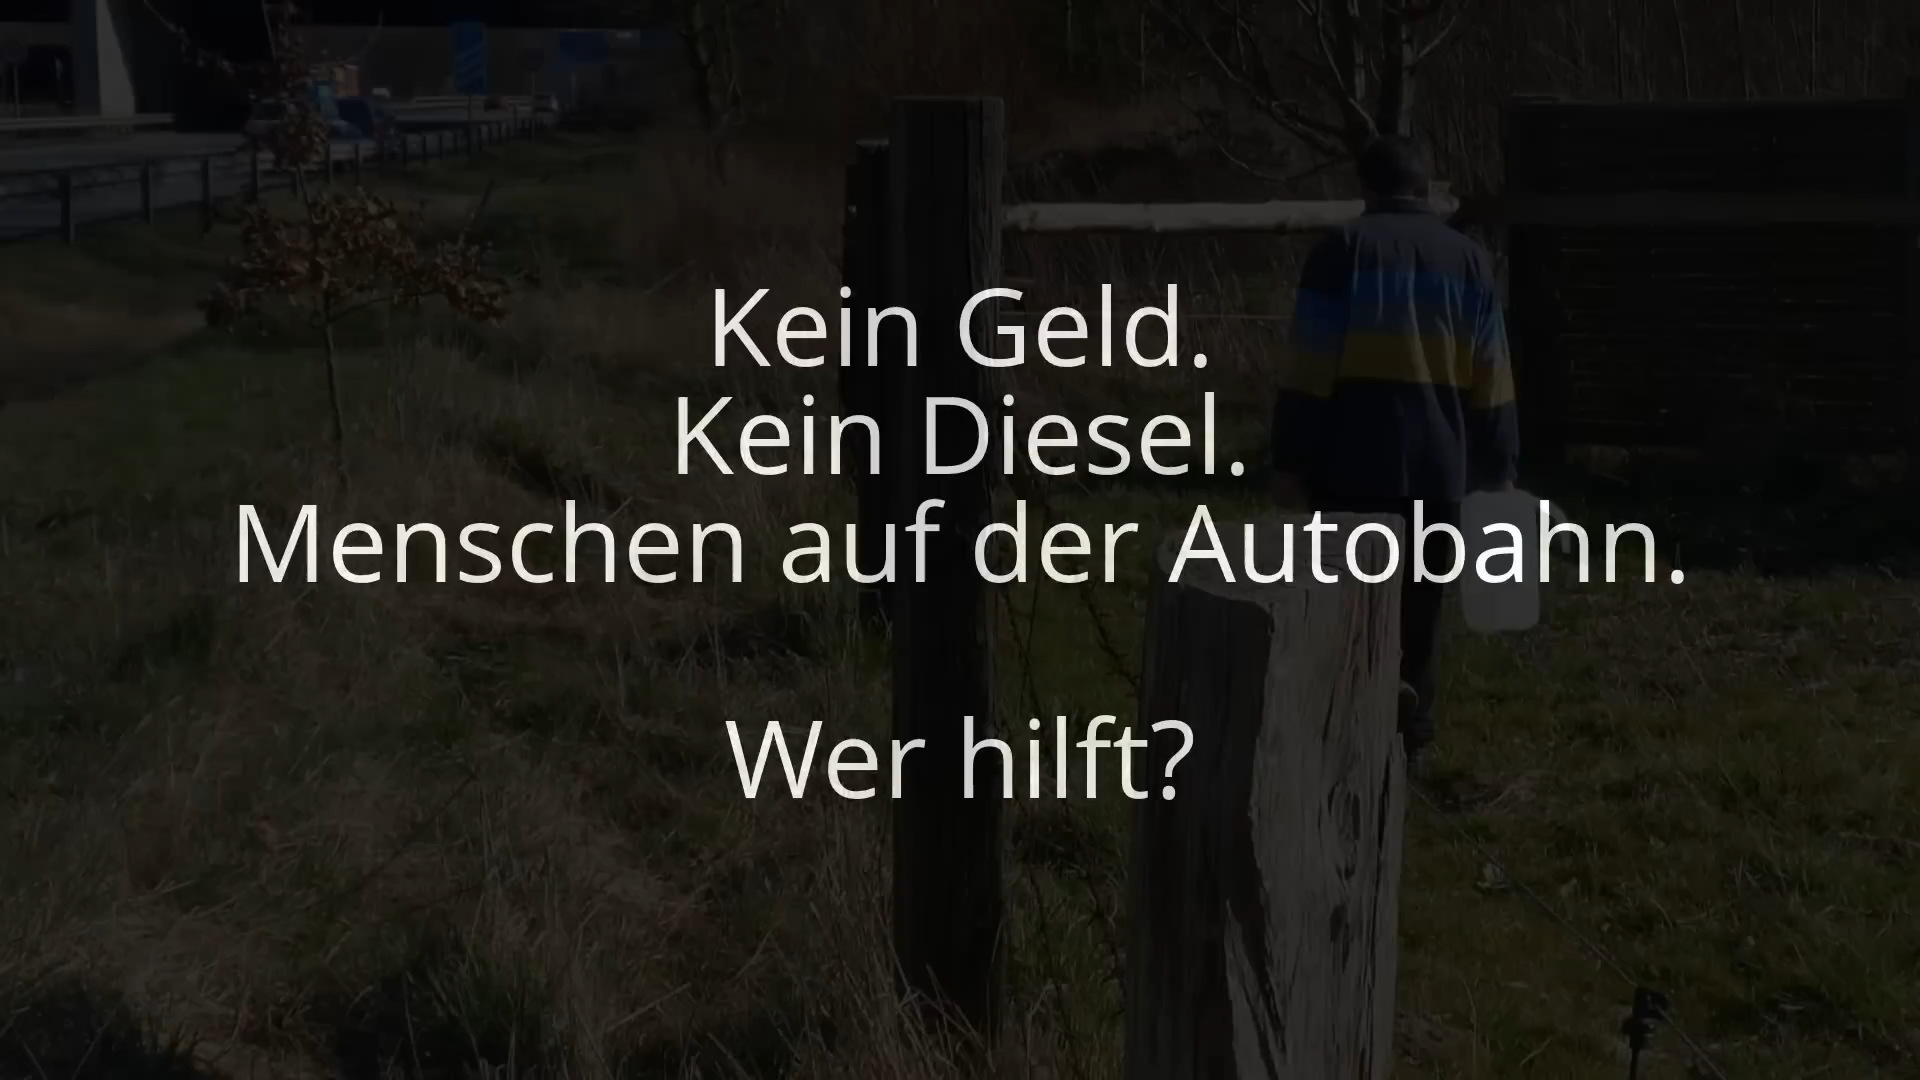 Kein Geld.
Kein Diesel.
Menschen auf der Autobahn.
Wer hilft?